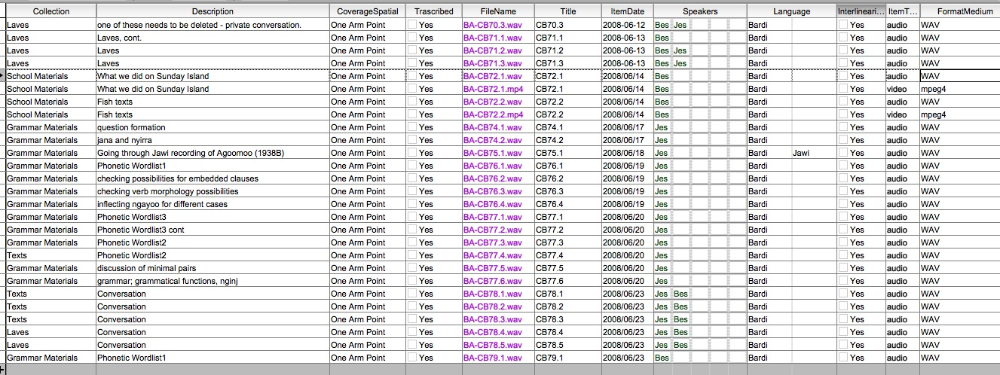 Collection Description CoverageSpatial Trascribed FileName Title ItemDate Speakers Language Interlineari... ItemT... FormatMedium
Laves one of these needs to be deleted - private conversation. One Arm Point Yes BA-CB70.3.wav CB70.3 2008-06-12 Bes Jes Bardi Yes audio WAV
Laves Laves, cont. One Arm Point Yes BA-CB71.1.wav CB71.1 2008-06-13 Bes Bardi Yes audio WAV
Laves Laves One Arm Point Yes BA-CB71.2.wav CB71.2 2008-06-13 Bes Jes Bardi Yes audio WAV
Laves Laves One Arm Point Yes BA-CB71.3.wav CB71.3 2008-06-13 Bes Jes Bardi Yes audio WAV
School Materials What we did on Sunday Island One Arm Point Yes BA-CB72.1.wav CB72.1 2008/06/14 Bes Bardi Yes audio WAV
School Materials What we did on Sunday Island One Arm Point Yes BA-CB72.1.mp4 CB72.1 2008/06/14 Bes Bardi Yes video mpeg4
School Materials Fish texts One Arm Point Yes BA-CB72.2.wav CB72.2 2008/06/14 Bes Bardi Yes audio WAV
School Materials Fish texts One Arm Point Yes BA-CB72.2.mp4 CB72.2 2008/06/14 Bes Bardi Yes video mpeg4
Grammar Materials question formation One Arm Point Yes BA-CB74.1.wav CB74.1 2008/06/17 Jes Bardi Yes audio WAV
Grammar Materials jana and nyirra One Arm Point Yes BA-CB74.2.wav CB74.2 2008/06/17 Jes Bardi Yes audio WAV
Grammar Materials Going through Jawi recording of Agoomoo (1938B) One Arm Point Yes BA-CB75.1.wav CB75.1 2008/06/18 Jes Bardi Jawi Yes audio WAV
Grammar Materials Phonetic Wordlist1 One Arm Point Yes BA-CB76.1.wav CB76.1 2008/06/19 Jes Bardi Yes audio WAV
Grammar Materials checking possibilities for embedded clauses One Arm Point Yes BA-CB76.2.wav CB76.2 2008/06/19 Jes Bardi Yes audio WAV
Grammar Materials checking verb morphology possibilities One Arm Point Yes BA-CB76.3.wav CB76.3 2008/06/19 Jes Bardi Yes audio WAV
Grammar Materials inflecting ngayoo for different cases One Arm Point Yes BA-CB76.4.wav CB76.4 2008/06/19 Jes Bardi Yes audio WAV
Grammar Materials Phonetic Wordlist3 One Arm Point Yes BA-CB77.1.wav CB77.1 2008/06/20 Jes Bardi Yes audio WAV
Grammar Materials Phonetic Wordlist3 cont One Arm Point Yes BA-CB77.2.wav CB77.2 2008/06/20 Jes Bardi Yes audio WAV
Grammar Materials Phonetic Wordlist2 One Arm Point Yes BA-CB77.3.wav CB77.3 2008/06/20 Jes Bardi Yes audio WAV
Texts Phonetic Wordlist2 One Arm Point Yes BA-CB77.4.wav CB77.4 2008/06/20 Jes Bardi Yes audio WAV
Grammar Materials discussion of minimal pairs One Arm Point Yes BA-CB77.5.wav CB77.5 2008/06/20 Jes Bardi Yes audio WAV
Grammar Materials grammar; grammatical functions, nginj One Arm Point Yes BA-CB77.6.wav CB77.6 2008/06/20 Jes Bardi Yes audio WAV
Texts Conversation One Arm Point Yes BA-CB78.1.wav CB78.1 2008/06/23 Jes Bes Bardi Yes audio WAV
Texts Conversation One Arm Point Yes BA-CB78.2.wav CB78.2 2008/06/23 Jes Bes Bardi Yes audio WAV
Texts Conversation One Arm Point Yes BA-CB78.3.wav CB78.3 2008/06/23 Jes Bes Bardi Yes audio WAV
Laves Conversation One Arm Point Yes BA-CB78.4.wav CB78.4 2008/06/23 Jes Bes Bardi Yes audio WAV
Laves Conversation One Arm Point Yes BA-CB78.5.wav CB78.5 2008/06/23 Jes Bes Bardi Yes audio WAV
Grammar Materials Phonetic Wordlist1 One Arm Point Yes BA-CB79.1.wav CB79.1 2008/06/23 Bes Bardi Yes audio WAV